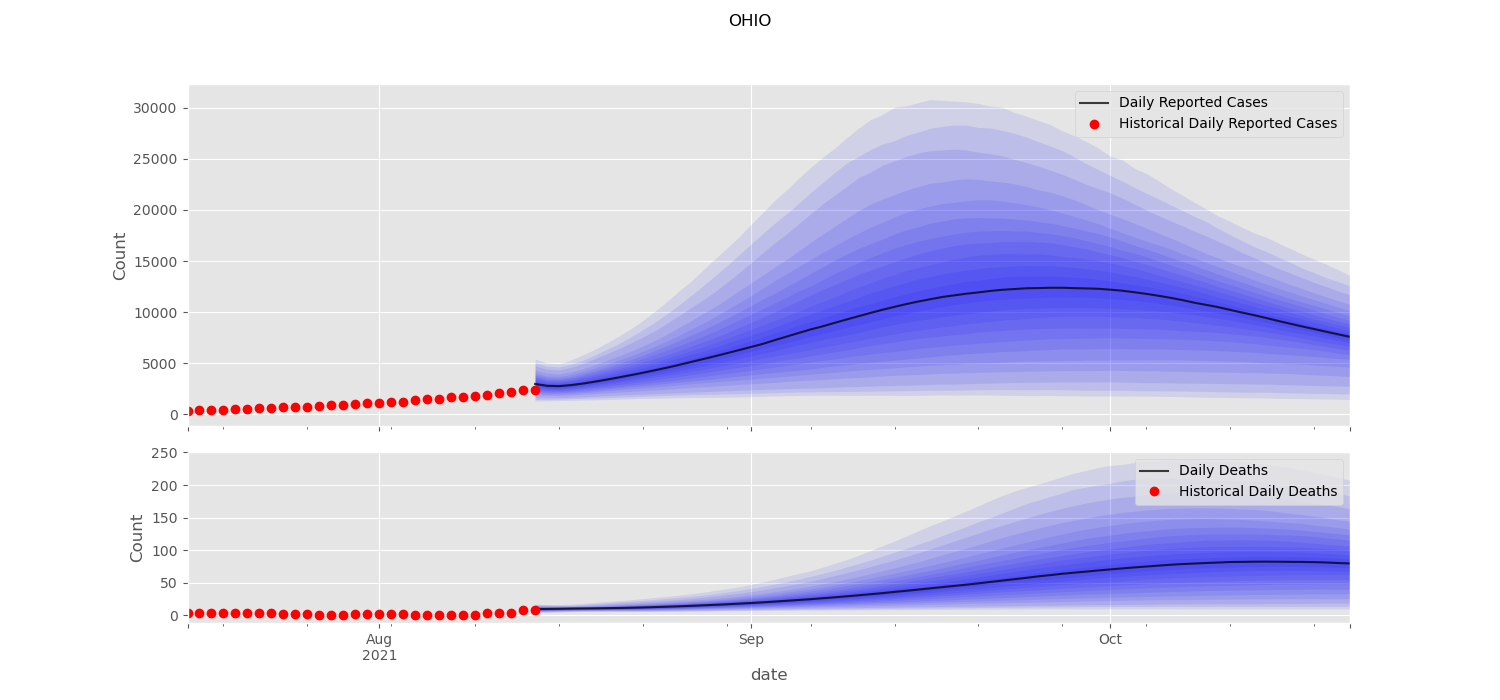 OHIO
30000
25000
20000
15000
10000
5000
0
Count
Daily Reported Cases
Historical Daily Reported Cases
250
200
150
100
50
0
Count
Daily Deaths
Historical Daily Deaths
Aug
2021
Sep
Oct
date